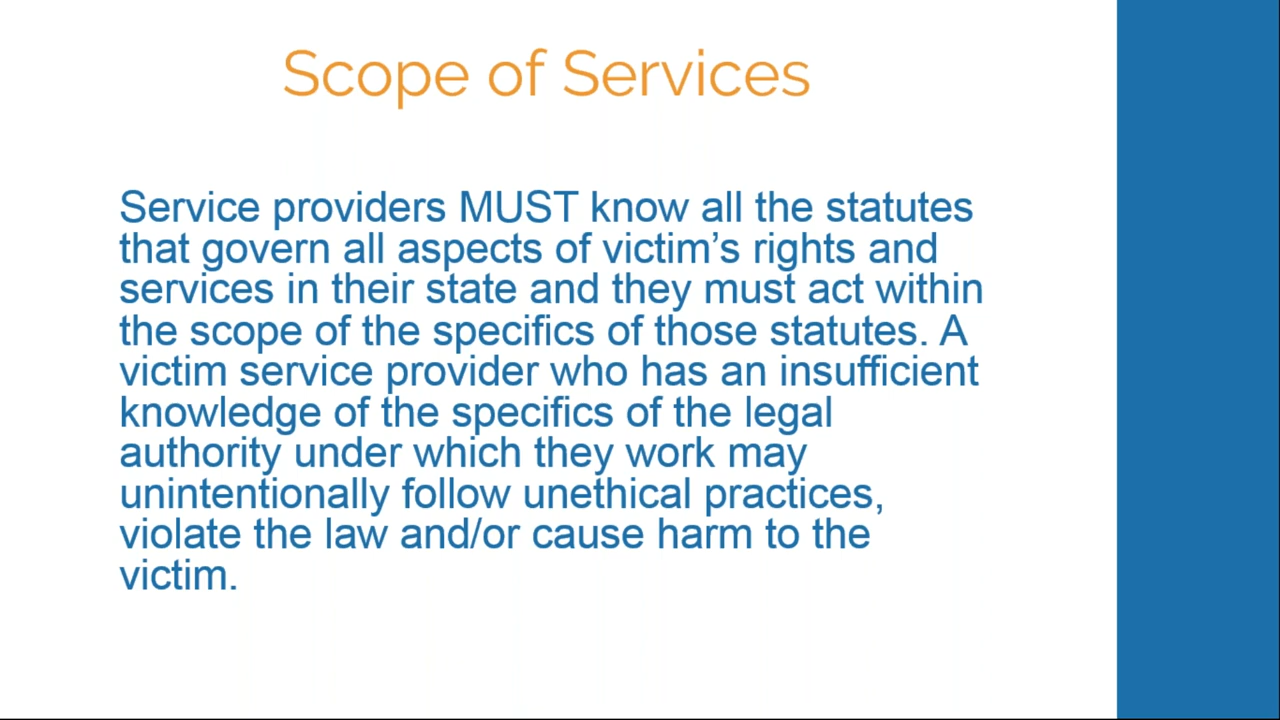 Scope of Services
Service providers MUST know all the statutes
that govern all aspects of victim’s rights and
services in their state and they must act within
the scope of the specifics of those statutes. A
victim service provider who has an insufficient
knowledge of the specifics of the legal
authority under which they work may
unintentionally follow unethical practices,
violate the law and/or cause harm to the
victim.